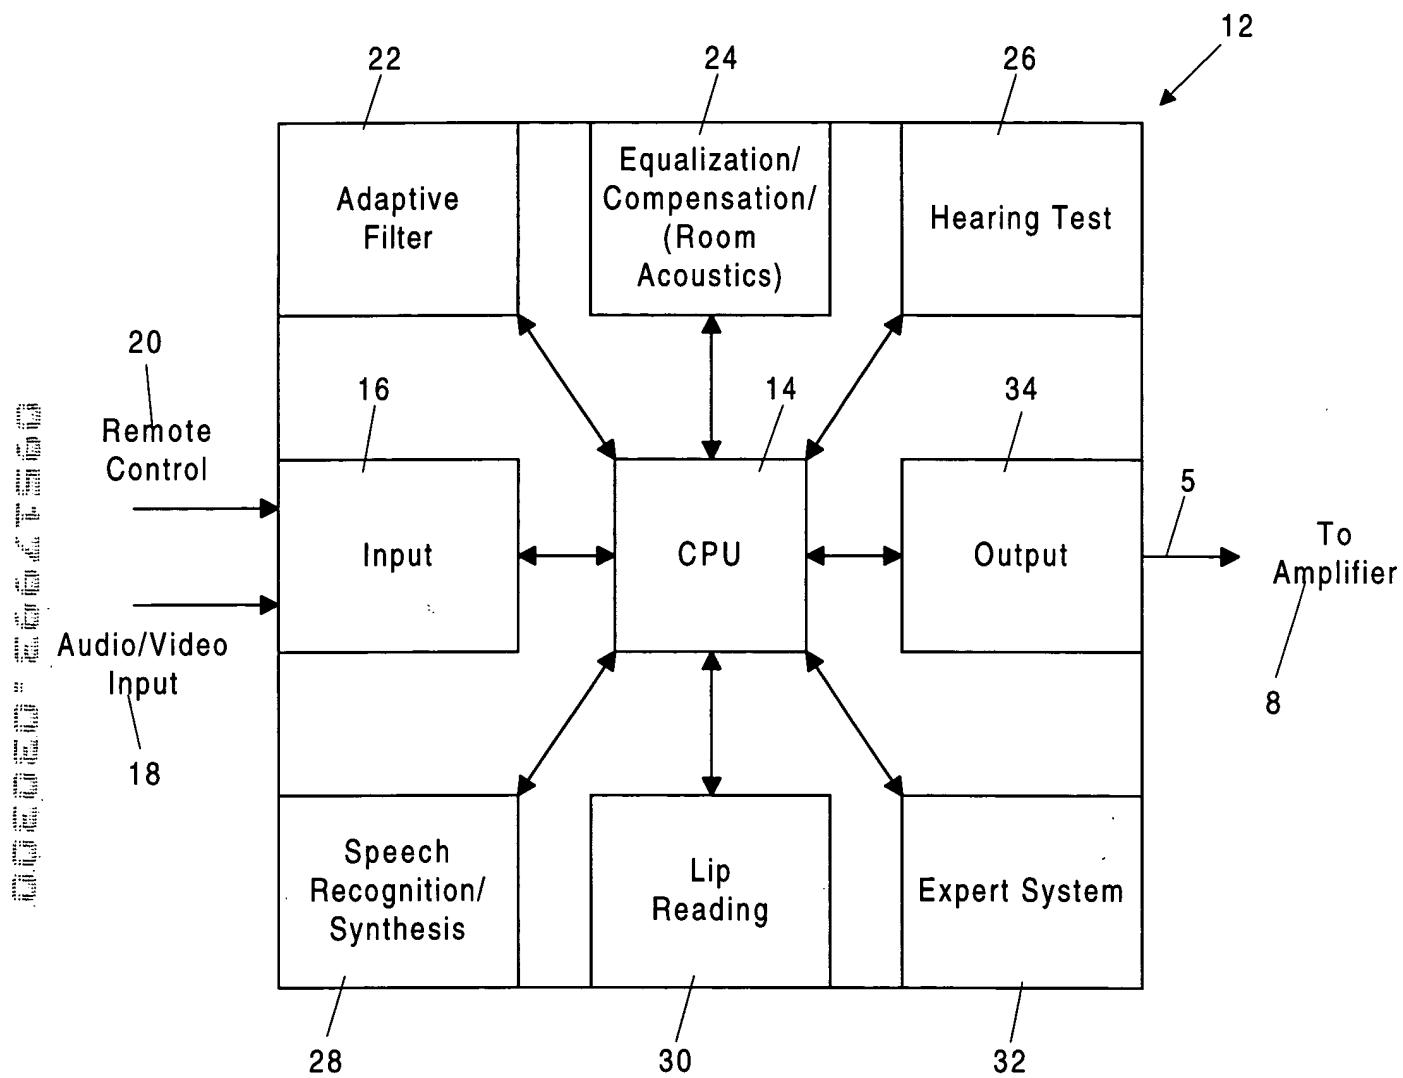 12
22
24
26
Adaptive
Filter
Equalization/
Compensation/
(Room
Acoustics)
Hearing Test
20
Remote
Control
16
14
34
5
Input
CPU
Output
To
Amplifier
Audio/Video
Input
18
8
Speech
Recognition/
Synthesis
Lip
Reading
Expert System
28
30
32